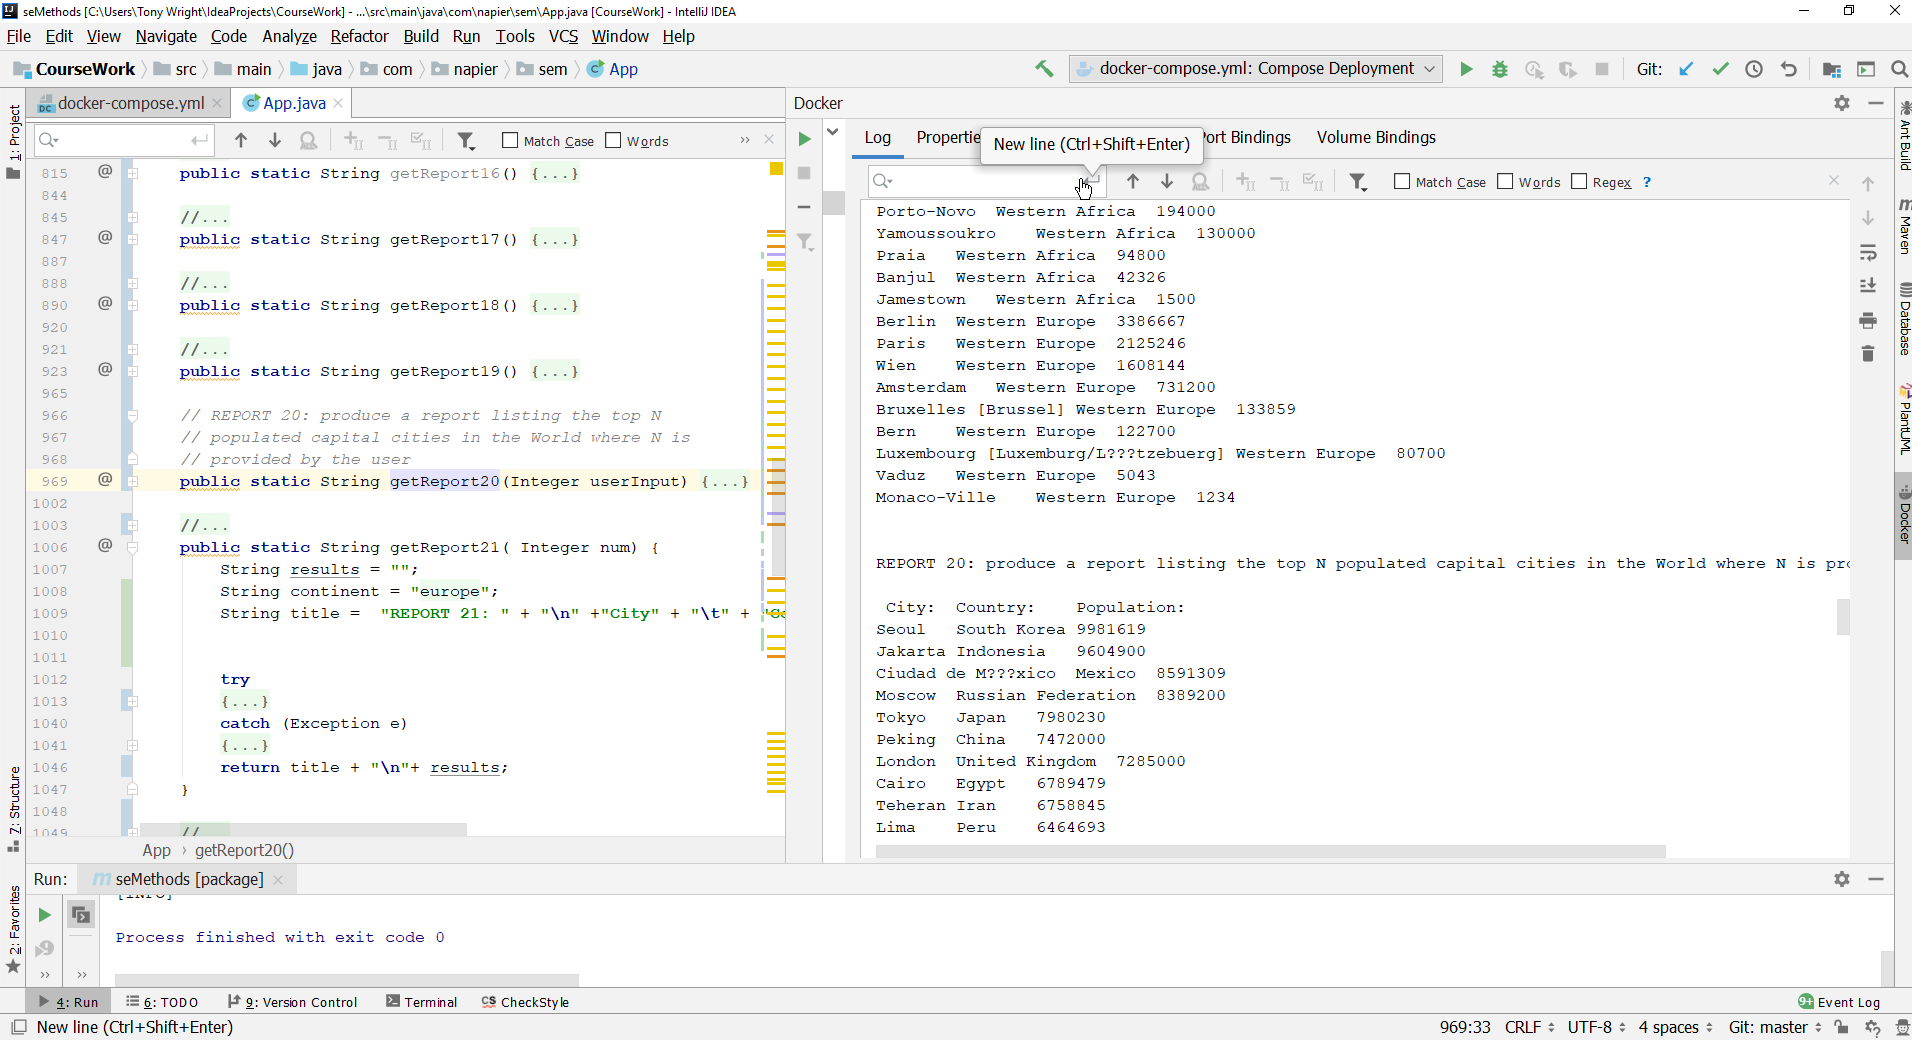 seMethods [C:\Users\Tony Wright\IdeaProjects\CourseWork] - ...\src\main\java\com\napier\sem\App.java [CourseWork] - IntelliJ IDEA
File Edit View Navigate Code Analyze Refactor Build Run Tools VCS Window Help
CourseWork src main java com napier sem App
docker-compose.yml: Compose Deployment Git:
docker-compose.yml App.java
Match Case Words
815 public static String getReport16() {...}
844
845 //...
847 public static String getReport17() {...}
887
888 //...
890 public static String getReport18() {...}
920
921 //...
923 public static String getReport19() {...}
965
966 // REPORT 20: produce a report listing the top N
967 // populated capital cities in the World where N is
968 // provided by the user
969 public static String getReport20(Integer userInput) {...}
1002
1003 //...
1006 public static String getReport21( Integer num) {
1007 String results = "";
1008 String continent = "europe";
1009 String title = "REPORT 21: " + "\n" +"City" + "\t" +
1010
1011
1012 try
1013 {...}
1040 catch (Exception e)
1041 {...}
1046 return title + "\n"+ results;
1047 }
1048
1049 //
App › getReport20()
Docker
Log Propertie Port Bindings Volume Bindings
New line (Ctrl+Shift+Enter)
Match Case Words Regex ?
Porto-Novo Western Africa 194000
Yamoussoukro Western Africa 130000
Praia Western Africa 94800
Banjul Western Africa 42326
Jamestown Western Africa 1500
Berlin Western Europe 3386667
Paris Western Europe 2125246
Wien Western Europe 1608144
Amsterdam Western Europe 731200
Bruxelles [Brussel] Western Europe 133859
Bern Western Europe 122700
Luxembourg [Luxemburg/L???tzebuerg] Western Europe 80700
Vaduz Western Europe 5043
Monaco-Ville Western Europe 1234
REPORT 20: produce a report listing the top N populated capital cities in the World where N is pro
City: Country: Population:
Seoul South Korea 9981619
Jakarta Indonesia 9604900
Ciudad de M???xico Mexico 8591309
Moscow Russian Federation 8389200
Tokyo Japan 7980230
Peking China 7472000
London United Kingdom 7285000
Cairo Egypt 6789479
Teheran Iran 6758845
Lima Peru 6464693
1: Project
7: Structure
2: Favorites
Ant Build
Maven
Database
PlantUML
Docker
Run: seMethods [package]
[INFO]
Process finished with exit code 0
4: Run 6: TODO 9: Version Control Terminal CheckStyle 9+ Event Log
New line (Ctrl+Shift+Enter) 969:33 CRLF UTF-8 4 spaces Git: master